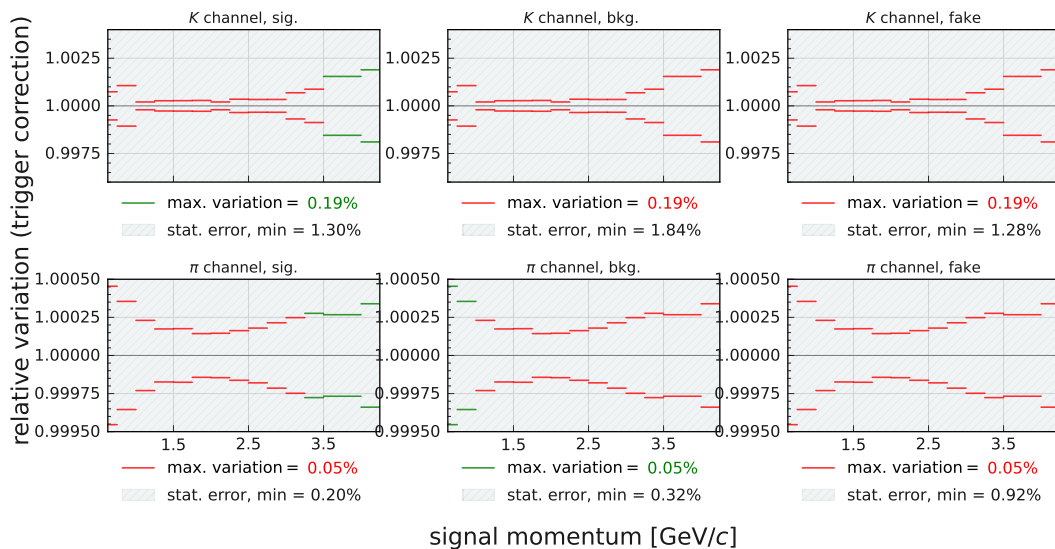 relative variation (trigger correction)
K channel, sig.
K channel, bkg.
K channel, fake
1.0025
1.0000
0.9975
1.0025
1.0000
0.9975
1.0025
1.0000
0.9975
max. variation = 0.19%
stat. error, min = 1.30%
max. variation = 0.19%
stat. error, min = 1.84%
max. variation = 0.19%
stat. error, min = 1.28%
π channel, sig.
π channel, bkg.
π channel, fake
1.00050
1.00025
1.00000
0.99975
0.99950
1.00050
1.00025
1.00000
0.99975
0.99950
1.00050
1.00025
1.00000
0.99975
0.99950
1.5 2.5 3.5
1.5 2.5 3.5
1.5 2.5 3.5
max. variation = 0.05%
stat. error, min = 0.20%
max. variation = 0.05%
stat. error, min = 0.32%
max. variation = 0.05%
stat. error, min = 0.92%
signal momentum [GeV/c]